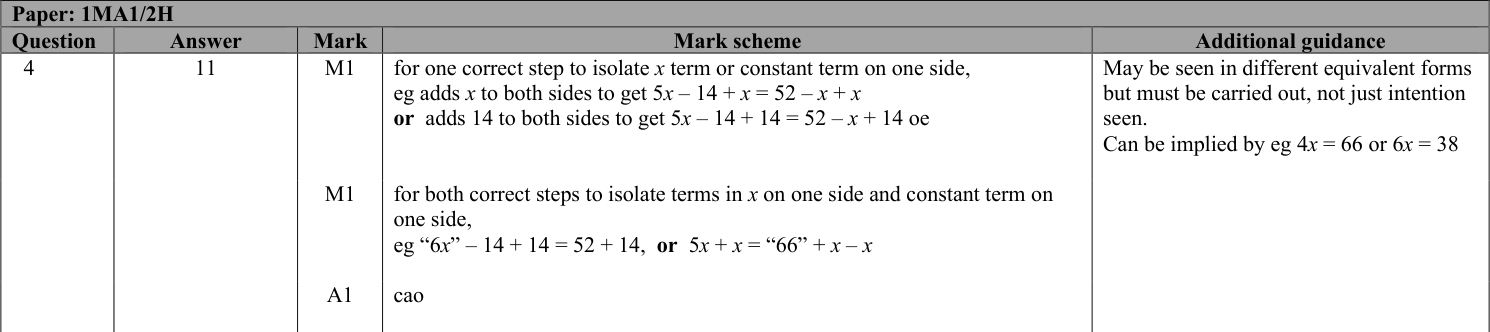 Paper: 1MA1/2H
Question Answer Mark Mark scheme Additional guidance
4 11 M1 for one correct step to isolate x term or constant term on one side,
eg adds x to both sides to get 5x – 14 + x = 52 – x + x
or adds 14 to both sides to get 5x – 14 + 14 = 52 – x + 14 oe
May be seen in different equivalent forms
but must be carried out, not just intention
seen.
Can be implied by eg 4x = 66 or 6x = 38
M1 for both correct steps to isolate terms in x on one side and constant term on
one side,
eg “6x” – 14 + 14 = 52 + 14, or 5x + x = “66” + x – x
A1 cao